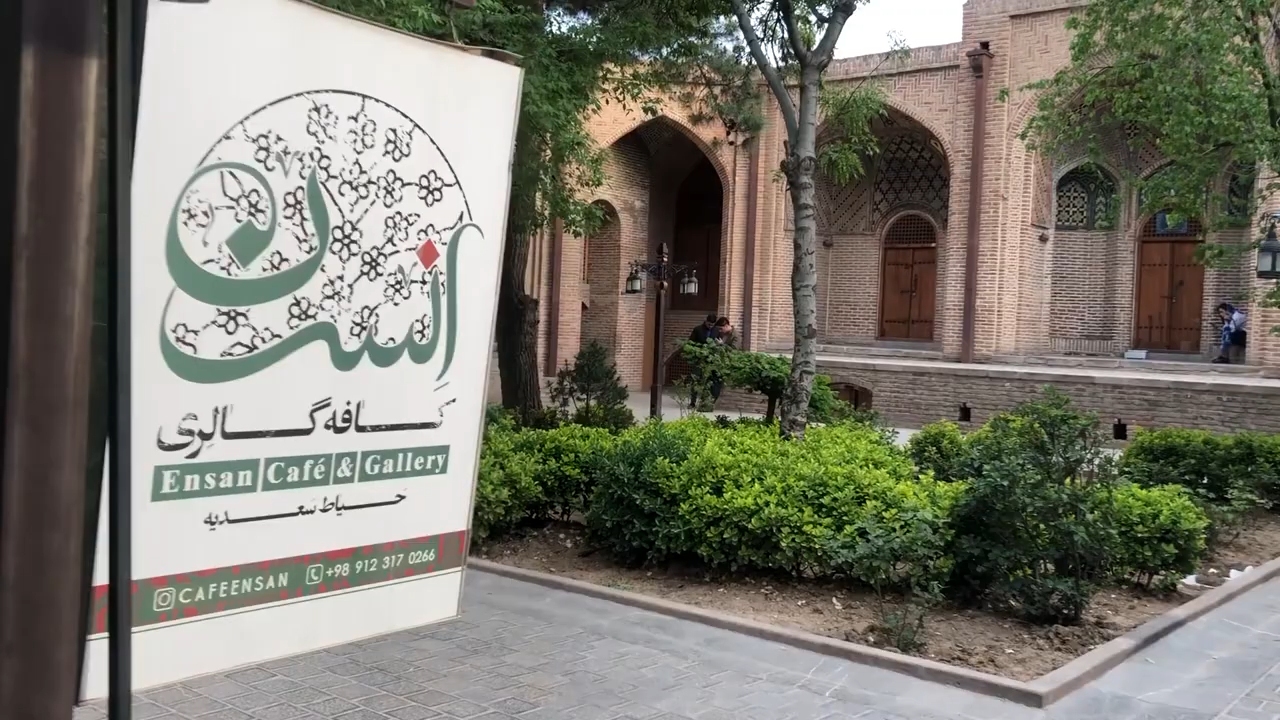 انسان
کافه گالری
Ensan Café & Gallery
حیاط سعدیه
CAFEENSAN +98 912 317 0266